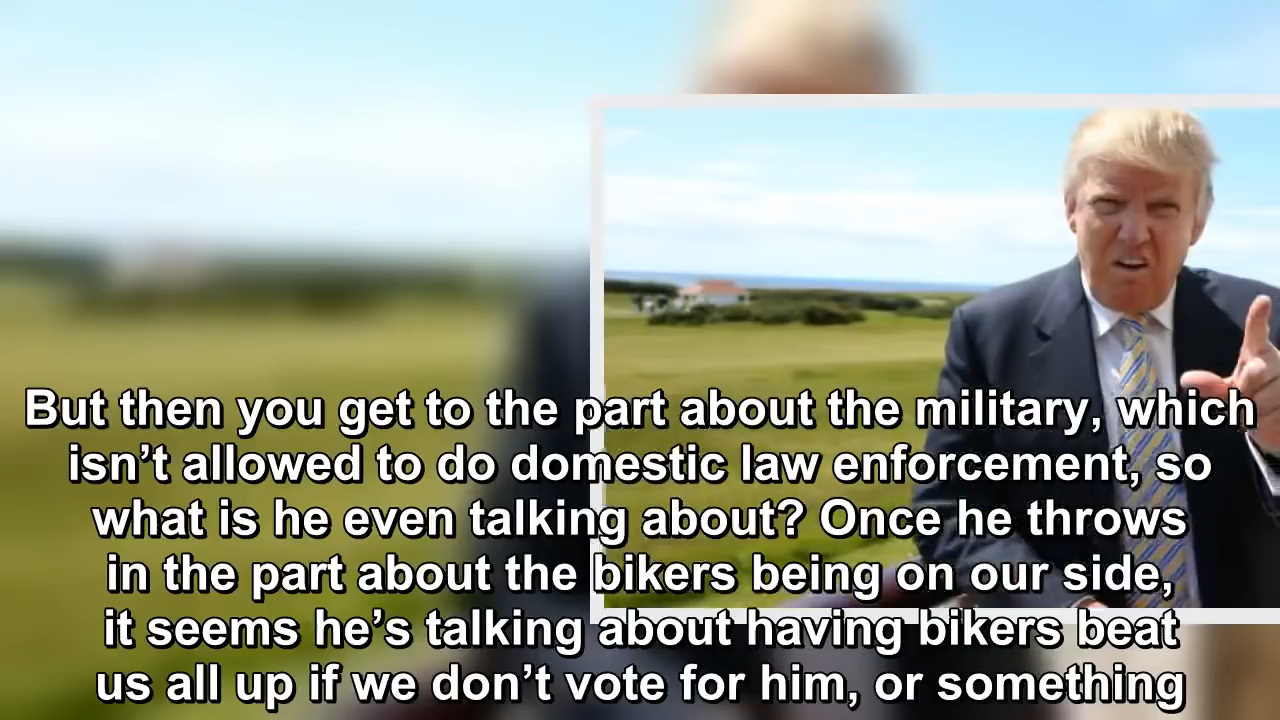 But then you get to the part about the military, which
isn’t allowed to do domestic law enforcement, so
what is he even talking about? Once he throws
in the part about the bikers being on our side,
it seems he’s talking about having bikers beat
us all up if we don’t vote for him, or something